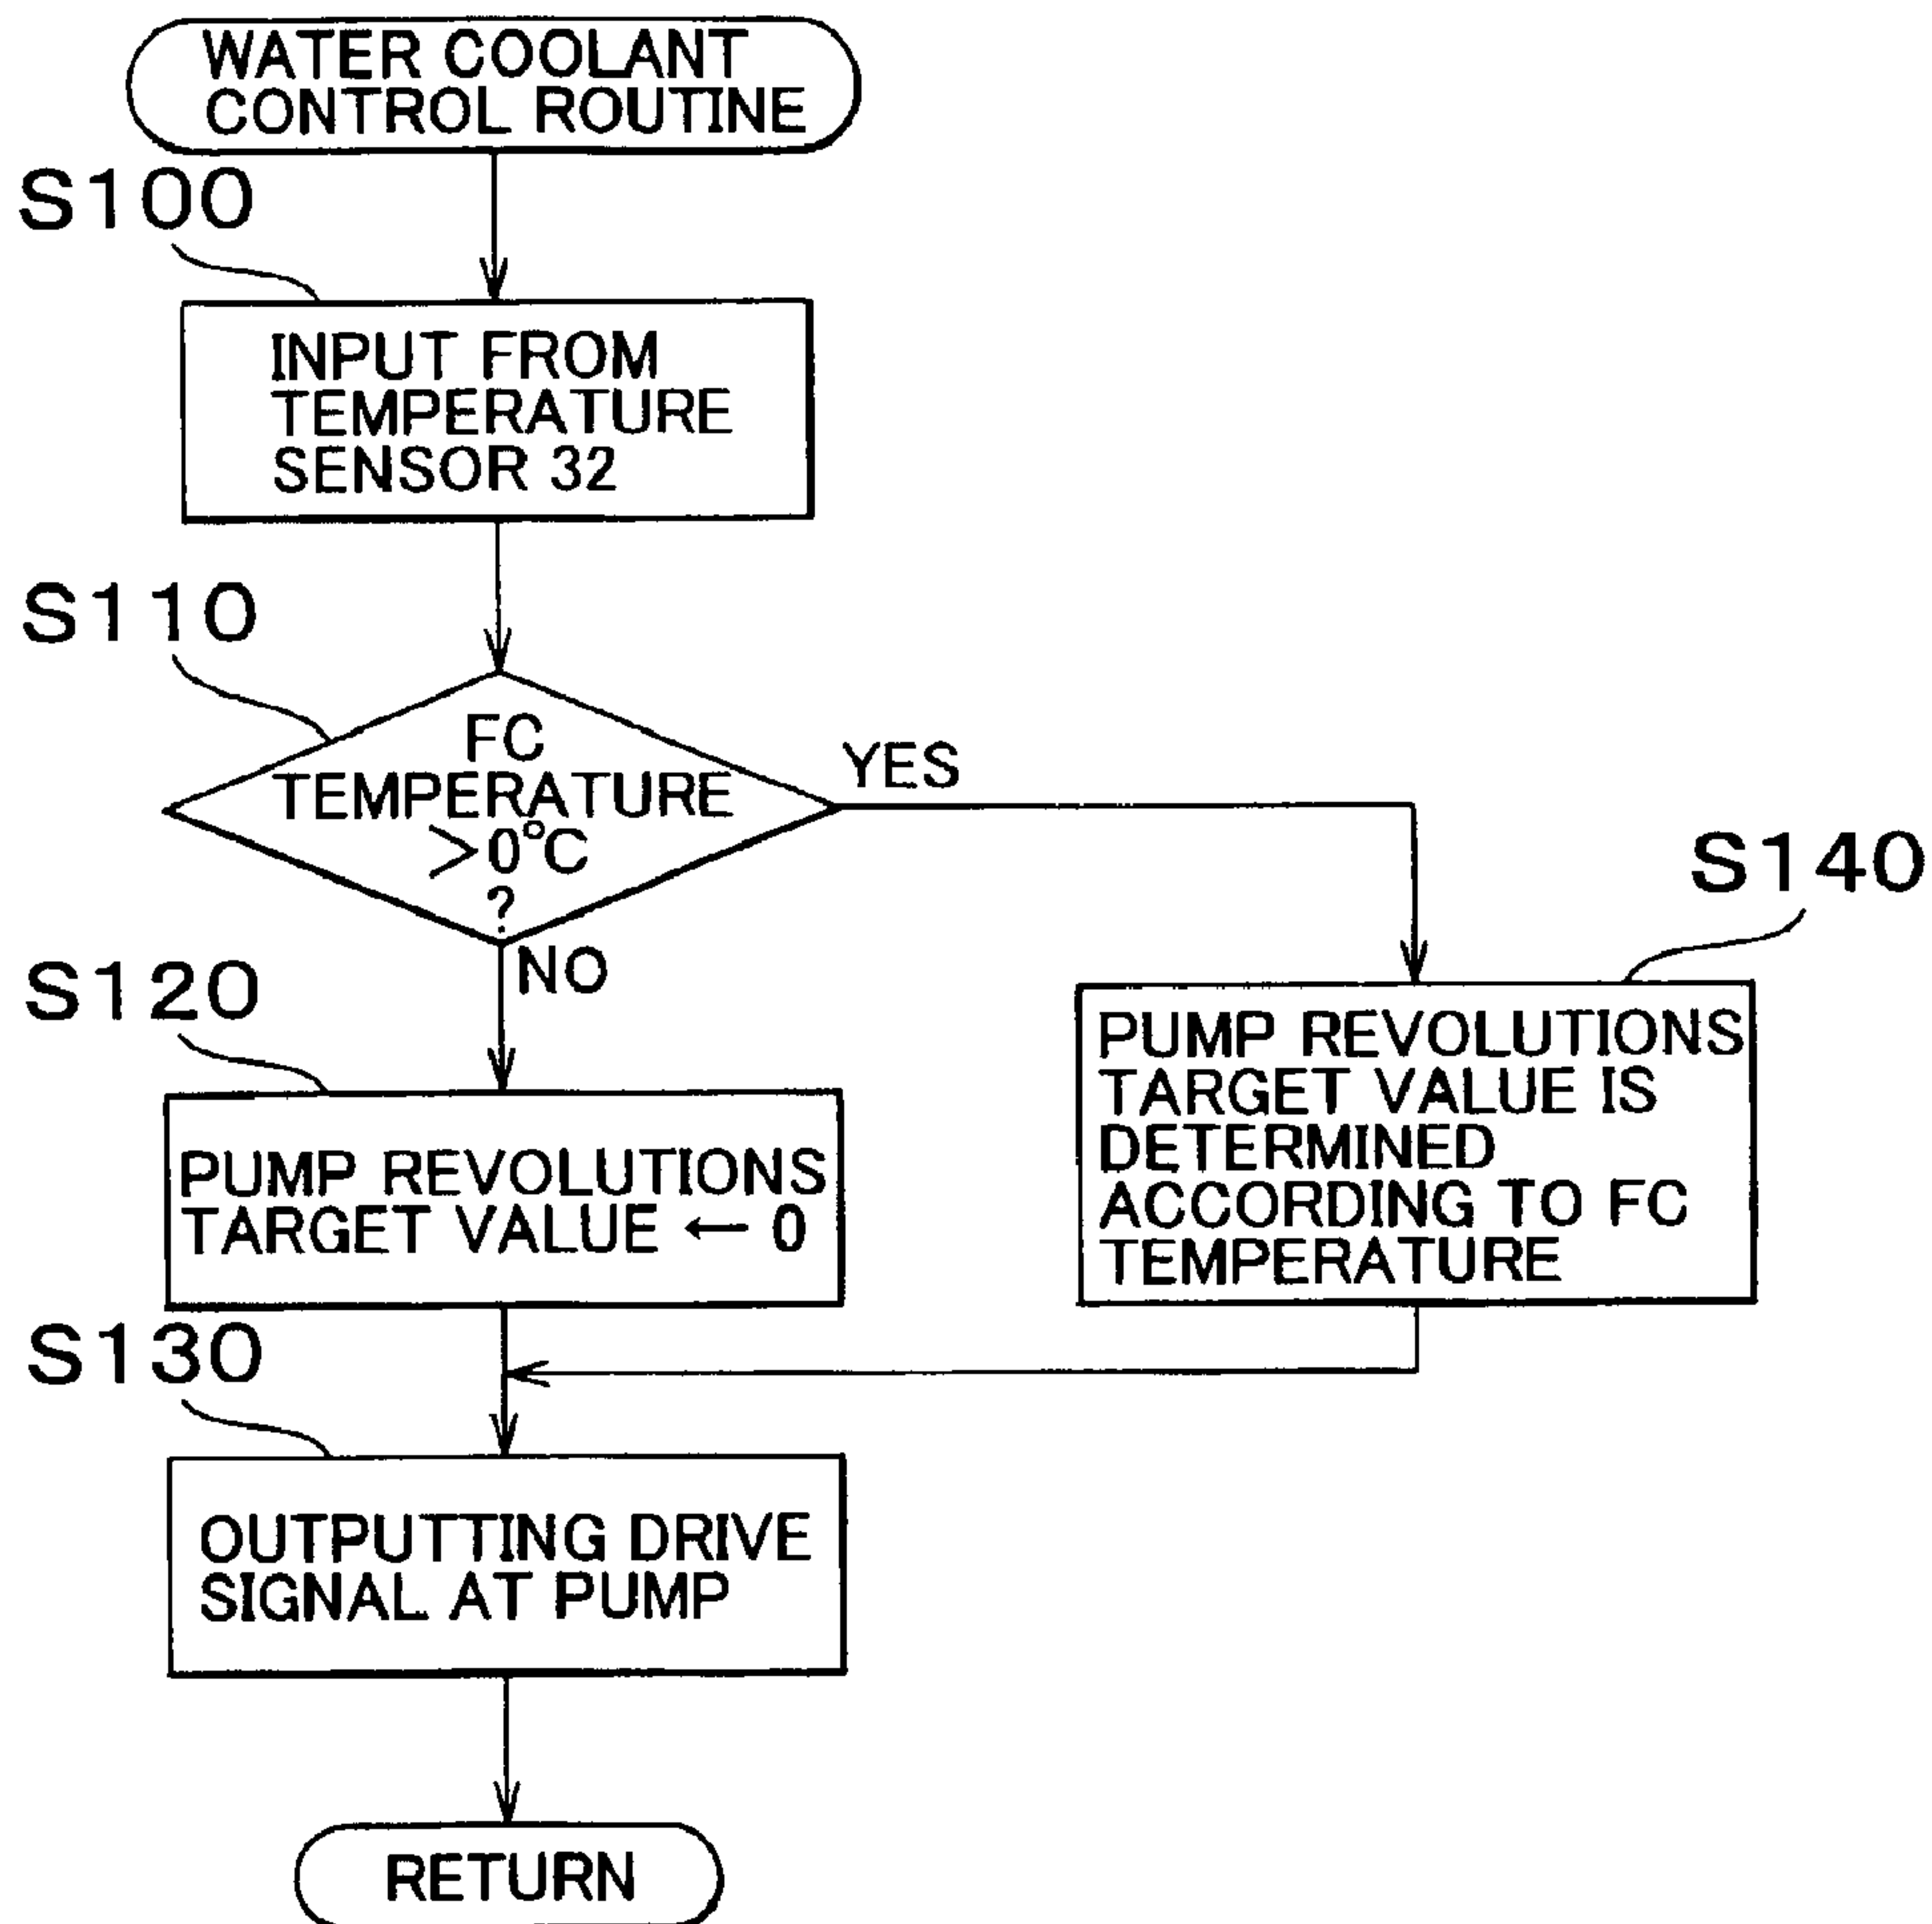 WATER COOLANT
CONTROL ROUTINE
S100
INPUT FROM
TEMPERATURE
SENSOR 32
S110
FC
TEMPERATURE
>0°C
?
YES
NO
S140
PUMP REVOLUTIONS
TARGET VALUE IS
DETERMINED
ACCORDING TO FC
TEMPERATURE
S120
PUMP REVOLUTIONS
TARGET VALUE ← 0
S130
OUTPUTTING DRIVE
SIGNAL AT PUMP
RETURN